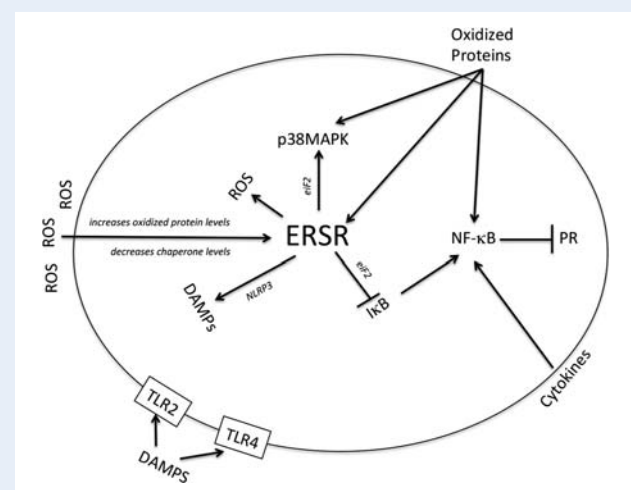 Oxidized
Proteins
p38MAPK
eiF2
ROS
ROS
ROS
ROS
increases oxidized protein levels
decreases chaperone levels
ERSR
NF-κB
PR
eiF2
IκB
NLRP3
DAMPs
TLR2
TLR4
DAMPS
Cytokines